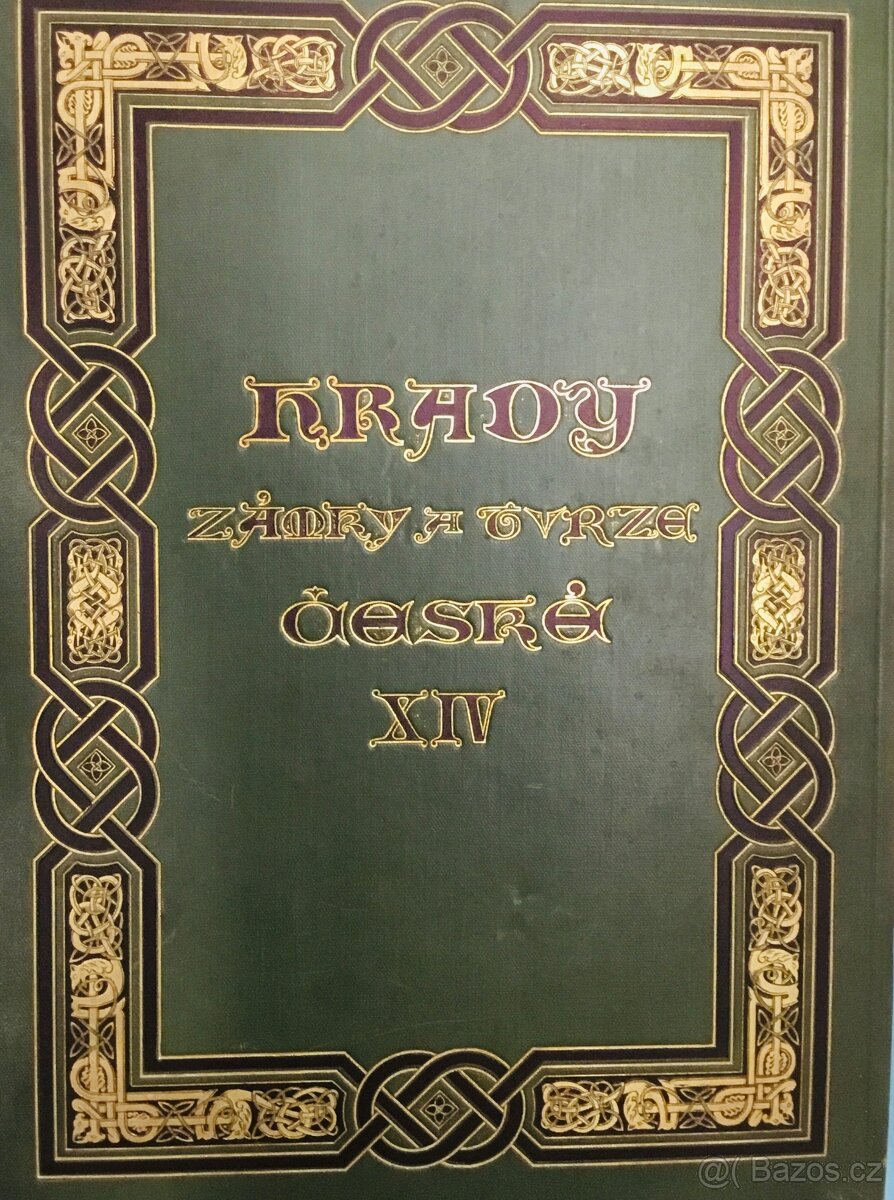 HRADY
ZÁMKY A TVRZE
ČESKÉ
XIV
@( Bazos.cz